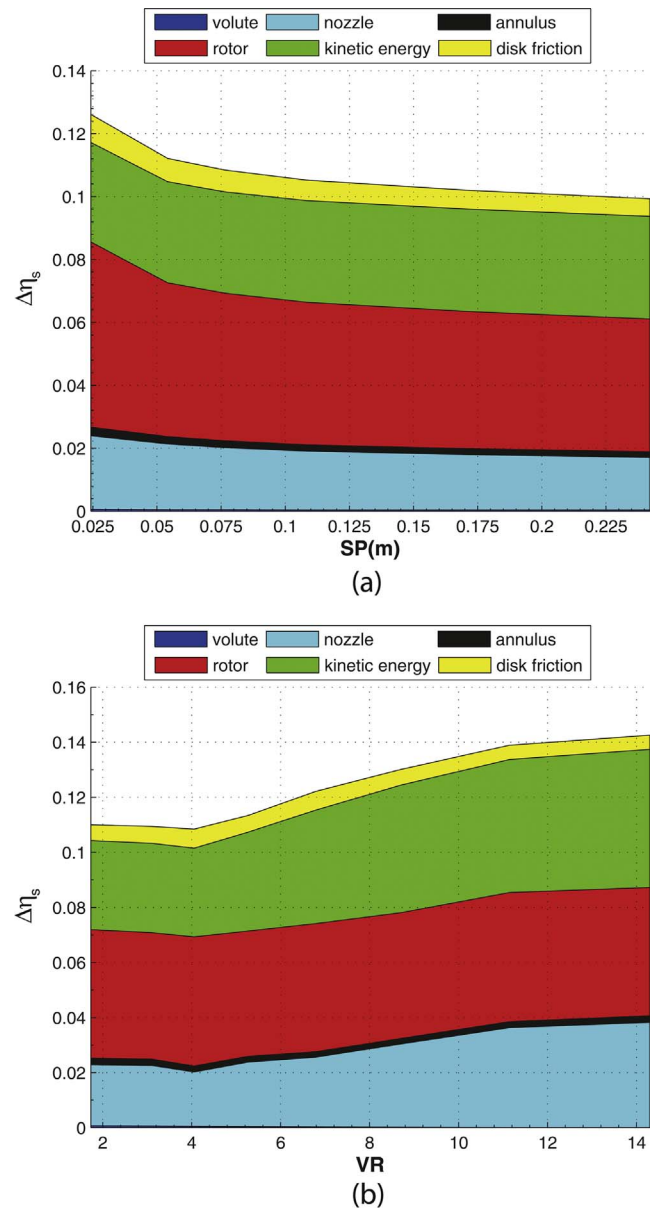 volute nozzle annulus
rotor kinetic energy disk friction
0.14
0.12
0.1
0.08
0.06
0.04
0.02
0
Δηs
0.025 0.05 0.075 0.1 0.125 0.15 0.175 0.2 0.225
SP(m)
(a)
volute nozzle annulus
rotor kinetic energy disk friction
0.16
0.14
0.12
0.1
0.08
0.06
0.04
0.02
0
Δηs
2 4 6 8 10 12 14
VR
(b)